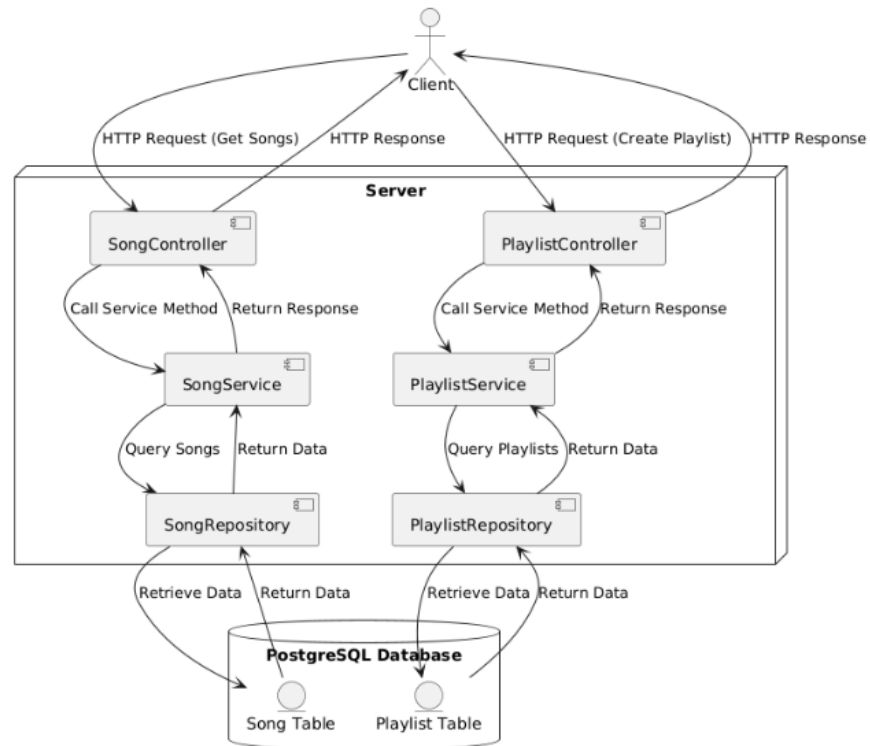 Client
HTTP Request (Get Songs)
HTTP Response
HTTP Request (Create Playlist)
HTTP Response
Server
SongController
PlaylistController
Call Service Method
Return Response
Call Service Method
Return Response
SongService
PlaylistService
Query Songs
Return Data
Query Playlists
Return Data
SongRepository
PlaylistRepository
Retrieve Data
Return Data
Retrieve Data
Return Data
PostgreSQL Database
Song Table
Playlist Table